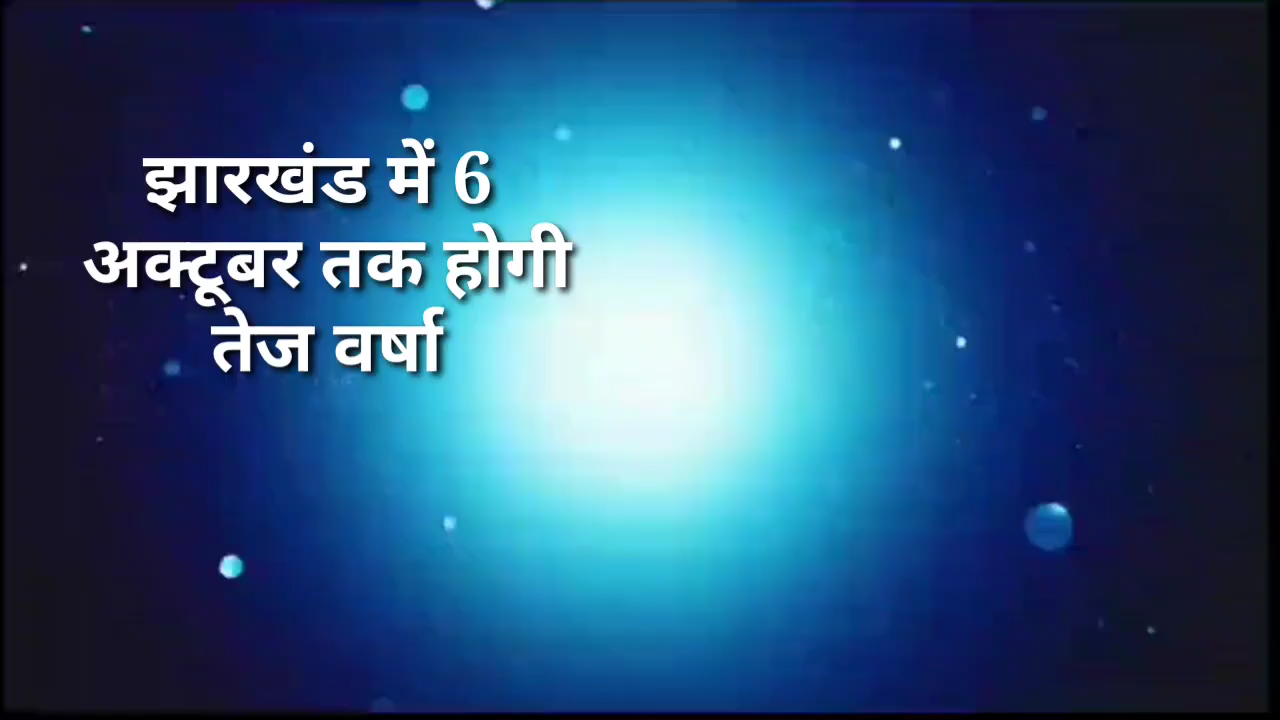 झारखंड में 6
अक्टूबर तक होगी
तेज वर्षा